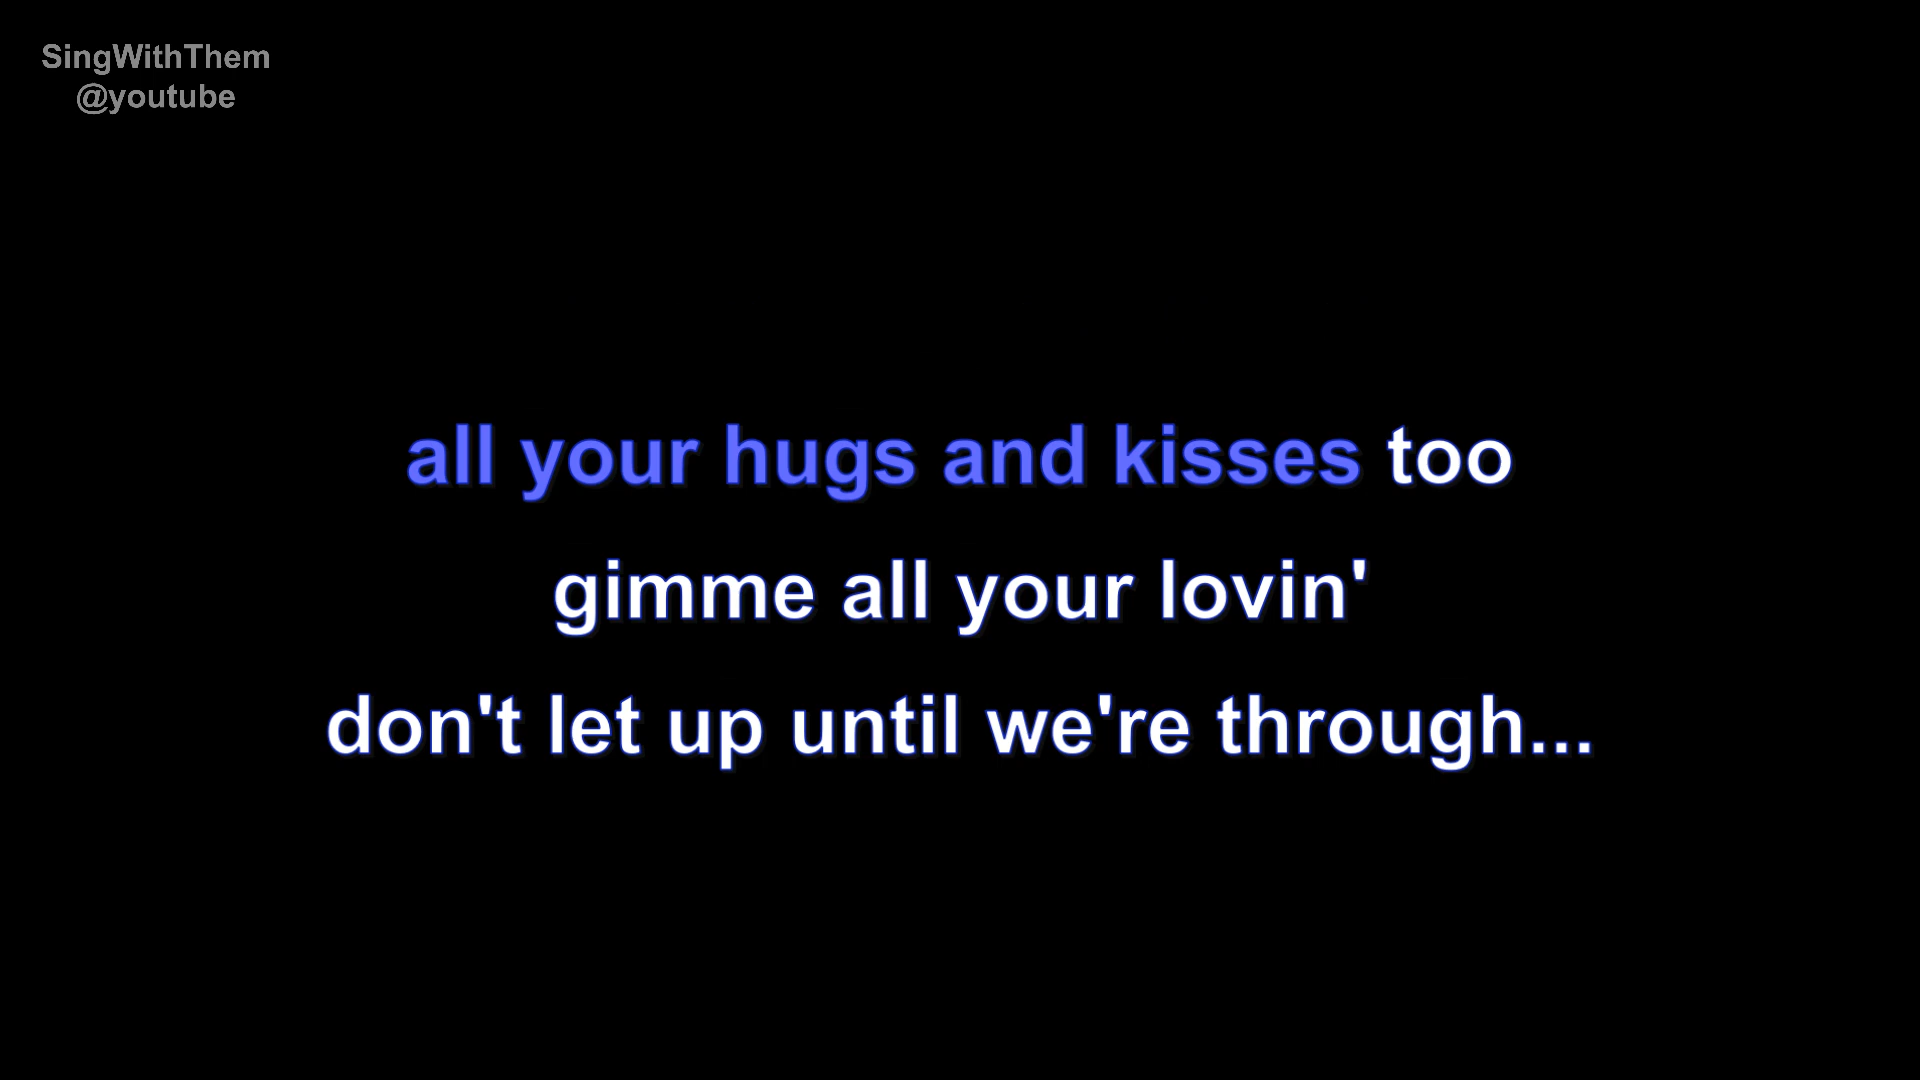 SingWithThem
@youtube
all your hugs and kisses too
gimme all your lovin'
don't let up until we're through...